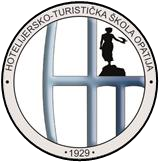 HOTELIJERSKO-TURISTIČKA ŠKOLA OPATIJA
· 1929 ·